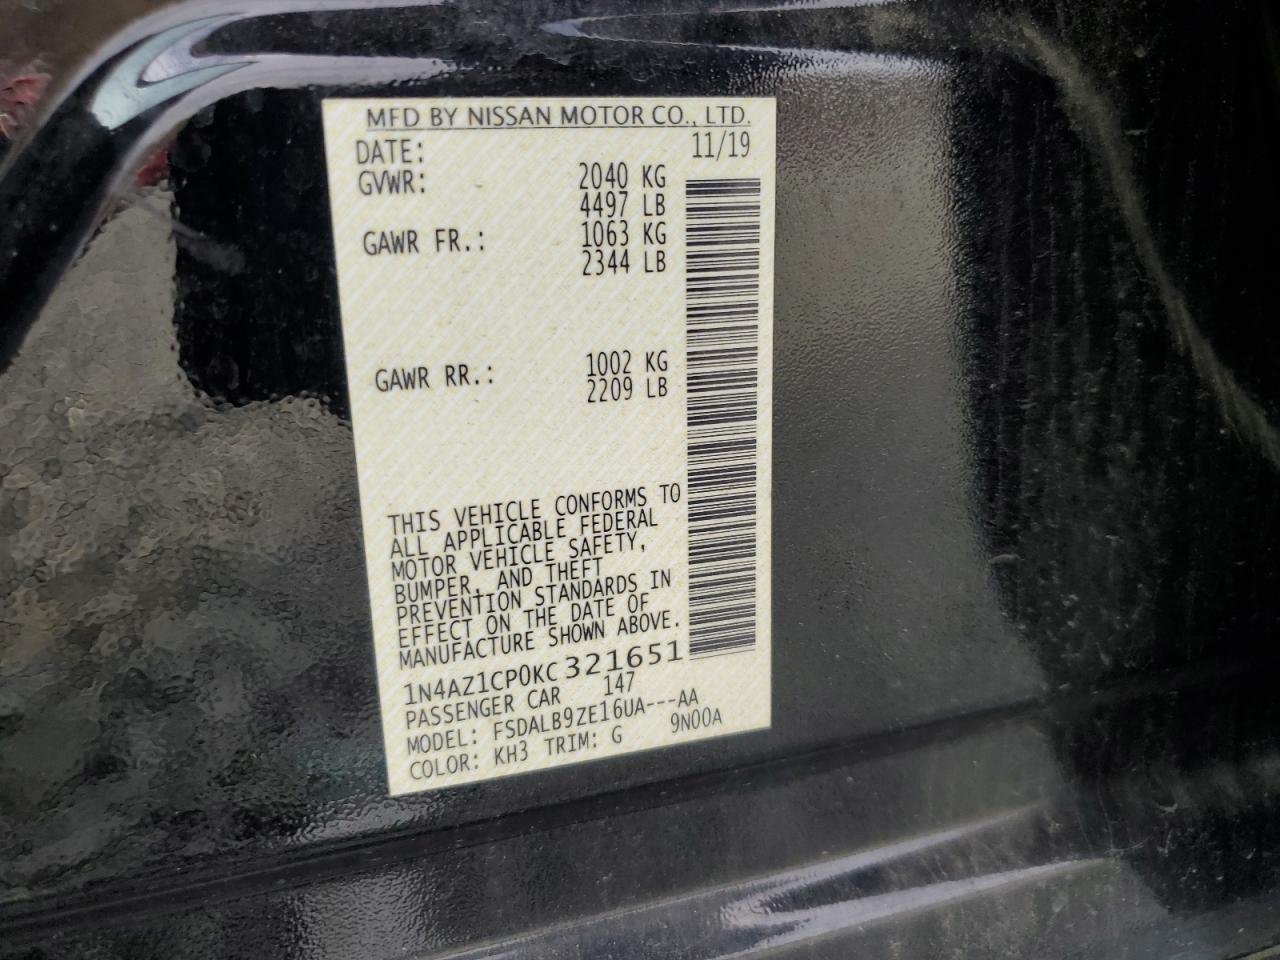 MFD BY NISSAN MOTOR CO., LTD.
DATE: 11/19
GVWR: 2040 KG
4497 LB
GAWR FR.: 1063 KG
2344 LB
GAWR RR.: 1002 KG
2209 LB
THIS VEHICLE CONFORMS TO
ALL APPLICABLE FEDERAL
MOTOR VEHICLE SAFETY,
BUMPER, AND THEFT
PREVENTION STANDARDS IN
EFFECT ON THE DATE OF
MANUFACTURE SHOWN ABOVE.
1N4AZ1CP0KC321651
PASSENGER CAR 147
MODEL: FSDALB9ZE16UA---AA
COLOR: KH3 TRIM: G 9N00A